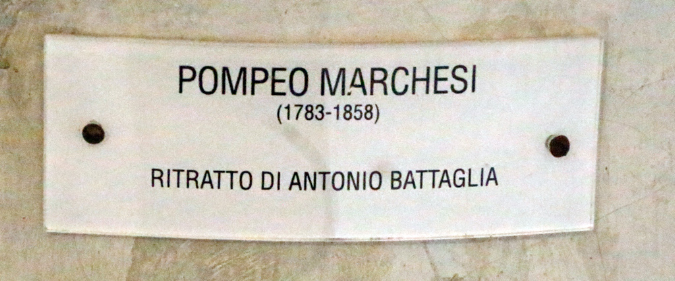 POMPEO MARCHESI
(1783-1858)
RITRATTO DI ANTONIO BATTAGLIA